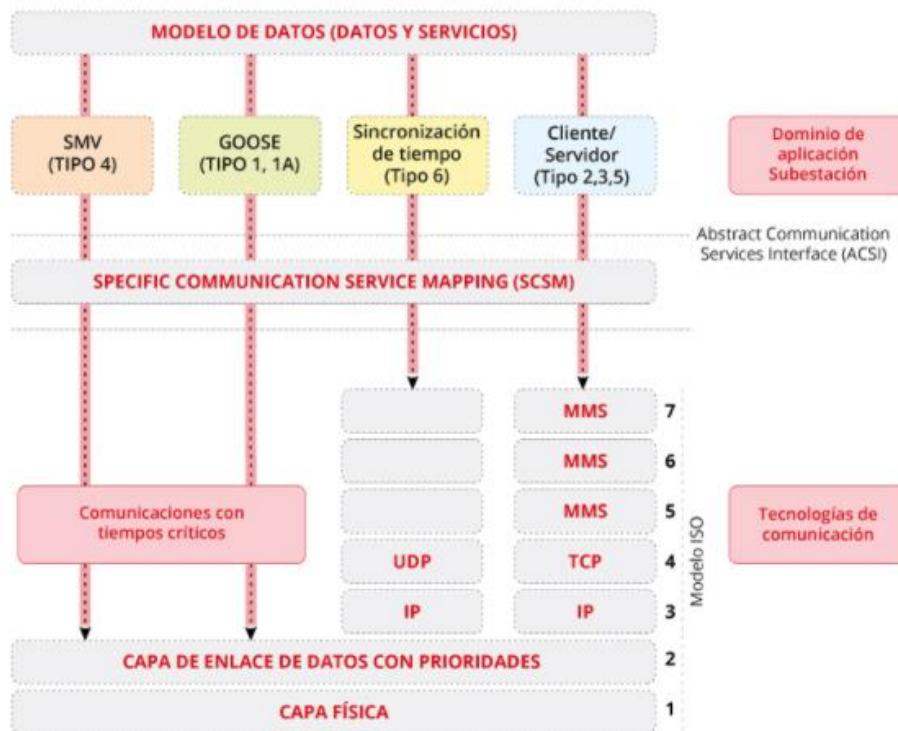 MODELO DE DATOS (DATOS Y SERVICIOS)
SMV
(TIPO 4)
GOOSE
(TIPO 1, 1A)
Sincronización
de tiempo
(Tipo 6)
Cliente/
Servidor
(Tipo 2,3,5)
Dominio de
aplicación
Subestación
Abstract Communication
Services Interface (ACSI)
SPECIFIC COMMUNICATION SERVICE MAPPING (SCSM)
MMS
7
MMS
6
Comunicaciones con
tiempos críticos
MMS
5
UDP
TCP
4
IP
IP
3
Modelo ISO
Tecnologías de
comunicación
CAPA DE ENLACE DE DATOS CON PRIORIDADES
2
CAPA FÍSICA
1